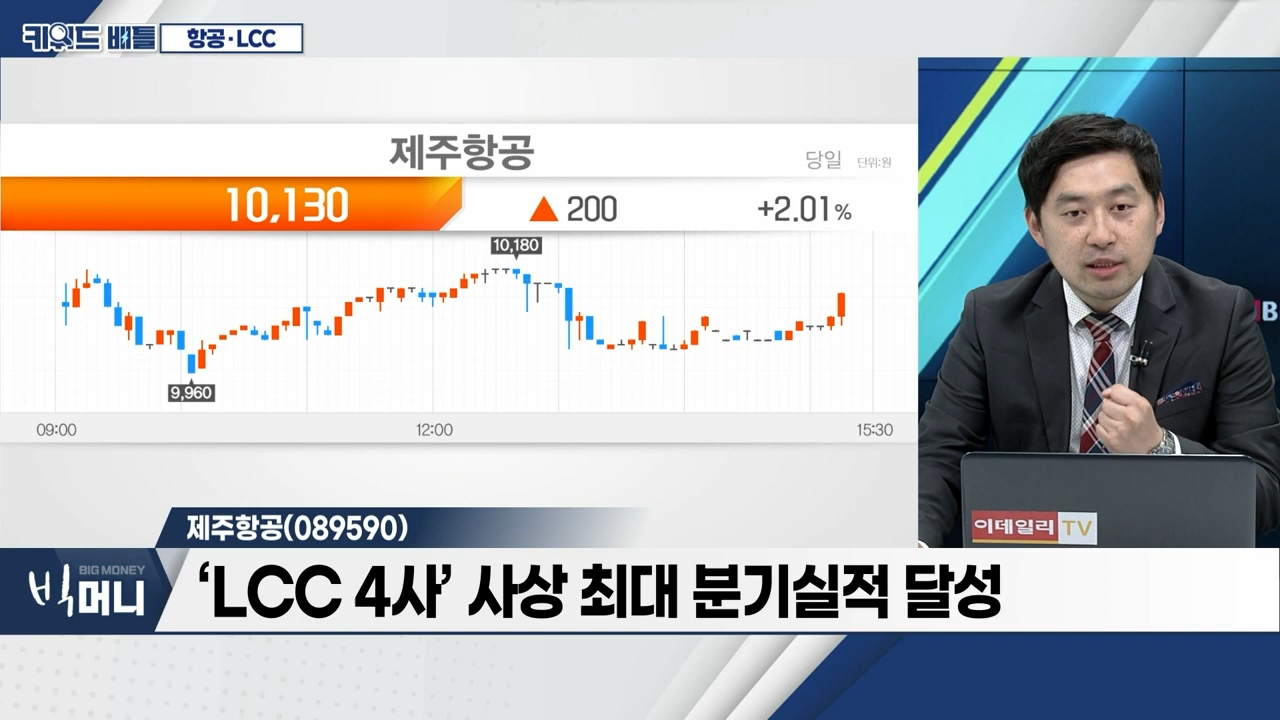 키워드 배틀 항공·LCC
제주항공
당일 단위:원
10,130 ▲ 200 +2.01%
10,180
9,960
09:00 12:00 15:30
B
이데일리 TV
제주항공(089590)
BIG MONEY
빅머니
‘LCC 4사’ 사상 최대 분기실적 달성